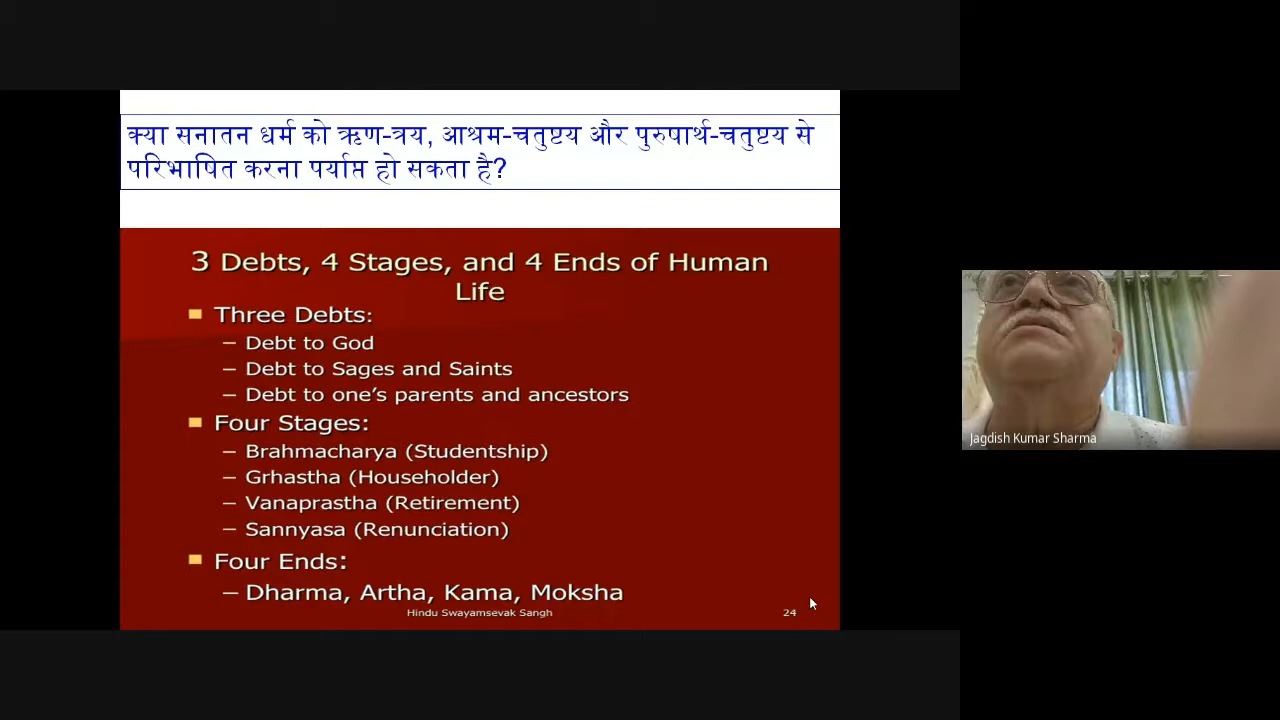 क्या सनातन धर्म को ऋण-त्रय, आश्रम-चतुष्टय और पुरुषार्थ-चतुष्टय से
परिभाषित करना पर्याप्त हो सकता है?
3 Debts, 4 Stages, and 4 Ends of Human
Life
Three Debts:
– Debt to God
– Debt to Sages and Saints
– Debt to one’s parents and ancestors
Four Stages:
– Brahmacharya (Studentship)
– Grhastha (Householder)
– Vanaprastha (Retirement)
– Sannyasa (Renunciation)
Four Ends:
– Dharma, Artha, Kama, Moksha
Hindu Swayamsevak Sangh 24
Jagdish Kumar Sharma